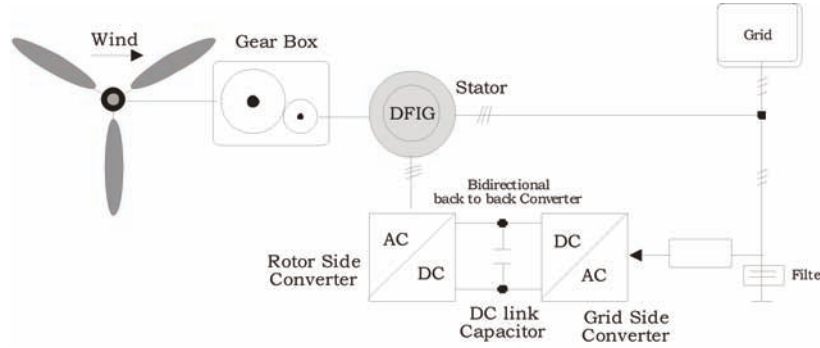 Wind
Gear Box
Grid
Stator
DFIG
Bidirectional
back to back Converter
AC
DC
DC
AC
Rotor Side
Converter
DC link
Capacitor
Grid Side
Converter
Filter